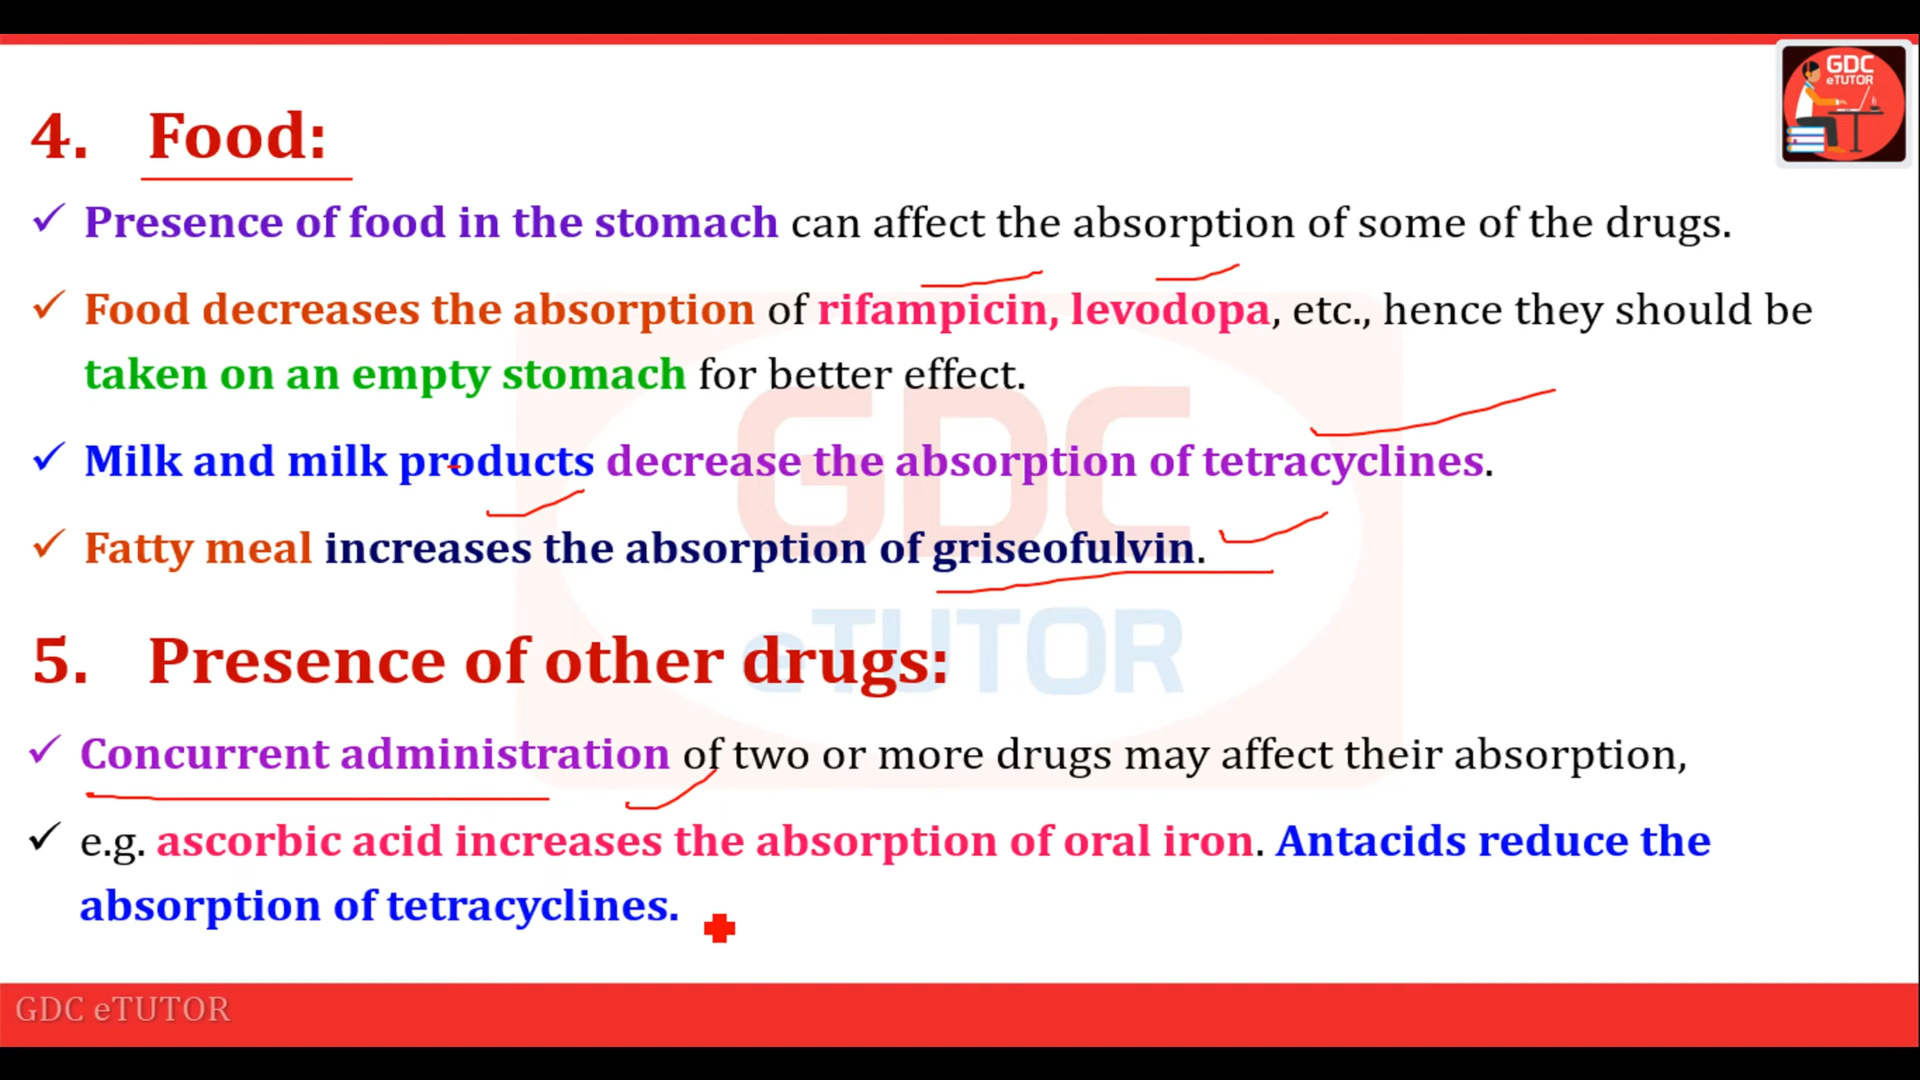 GDC
eTUTOR
4. Food:
✓ Presence of food in the stomach can affect the absorption of some of the drugs.
✓ Food decreases the absorption of rifampicin, levodopa, etc., hence they should be
taken on an empty stomach for better effect.
✓ Milk and milk products decrease the absorption of tetracyclines.
✓ Fatty meal increases the absorption of griseofulvin.
GDC
eTUTOR
5. Presence of other drugs:
✓ Concurrent administration of two or more drugs may affect their absorption,
✓ e.g. ascorbic acid increases the absorption of oral iron. Antacids reduce the
absorption of tetracyclines.
GDC eTUTOR